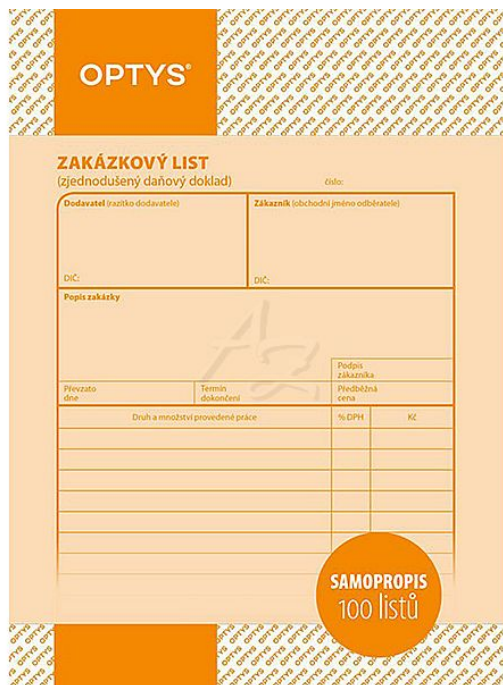 OPTYS®
ZAKÁZKOVÝ LIST
(zjednodušený daňový doklad)
číslo:
Dodavatel (razítko dodavatele)
Zákazník (obchodní jméno odběratele)
DIČ:
DIČ:
Popis zakázky
AZ
Podpis
zákazníka
Převzato
dne
Termín
dokončení
Předběžná
cena
Druh a množství provedené práce
% DPH
Kč
SAMOPROPIS
100 listů